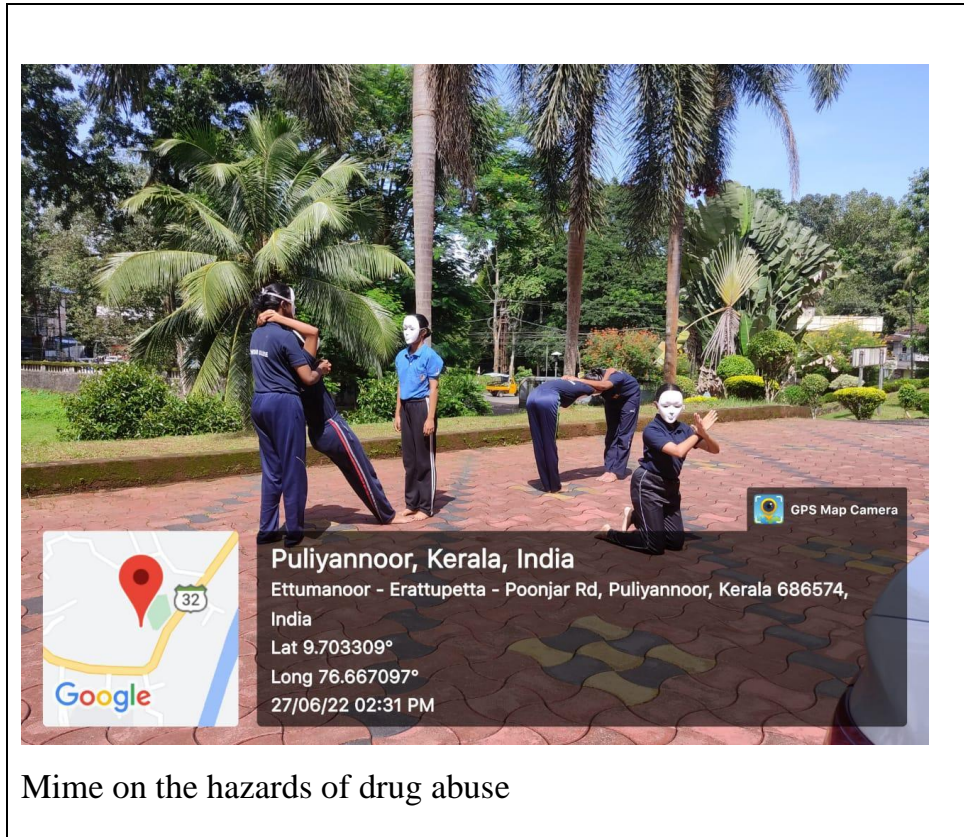 GPS Map Camera
32
Google
Puliyannoor, Kerala, India
Ettumanoor - Erattupetta - Poonjar Rd, Puliyannoor, Kerala 686574,
India
Lat 9.703309°
Long 76.667097°
27/06/22 02:31 PM
Mime on the hazards of drug abuse